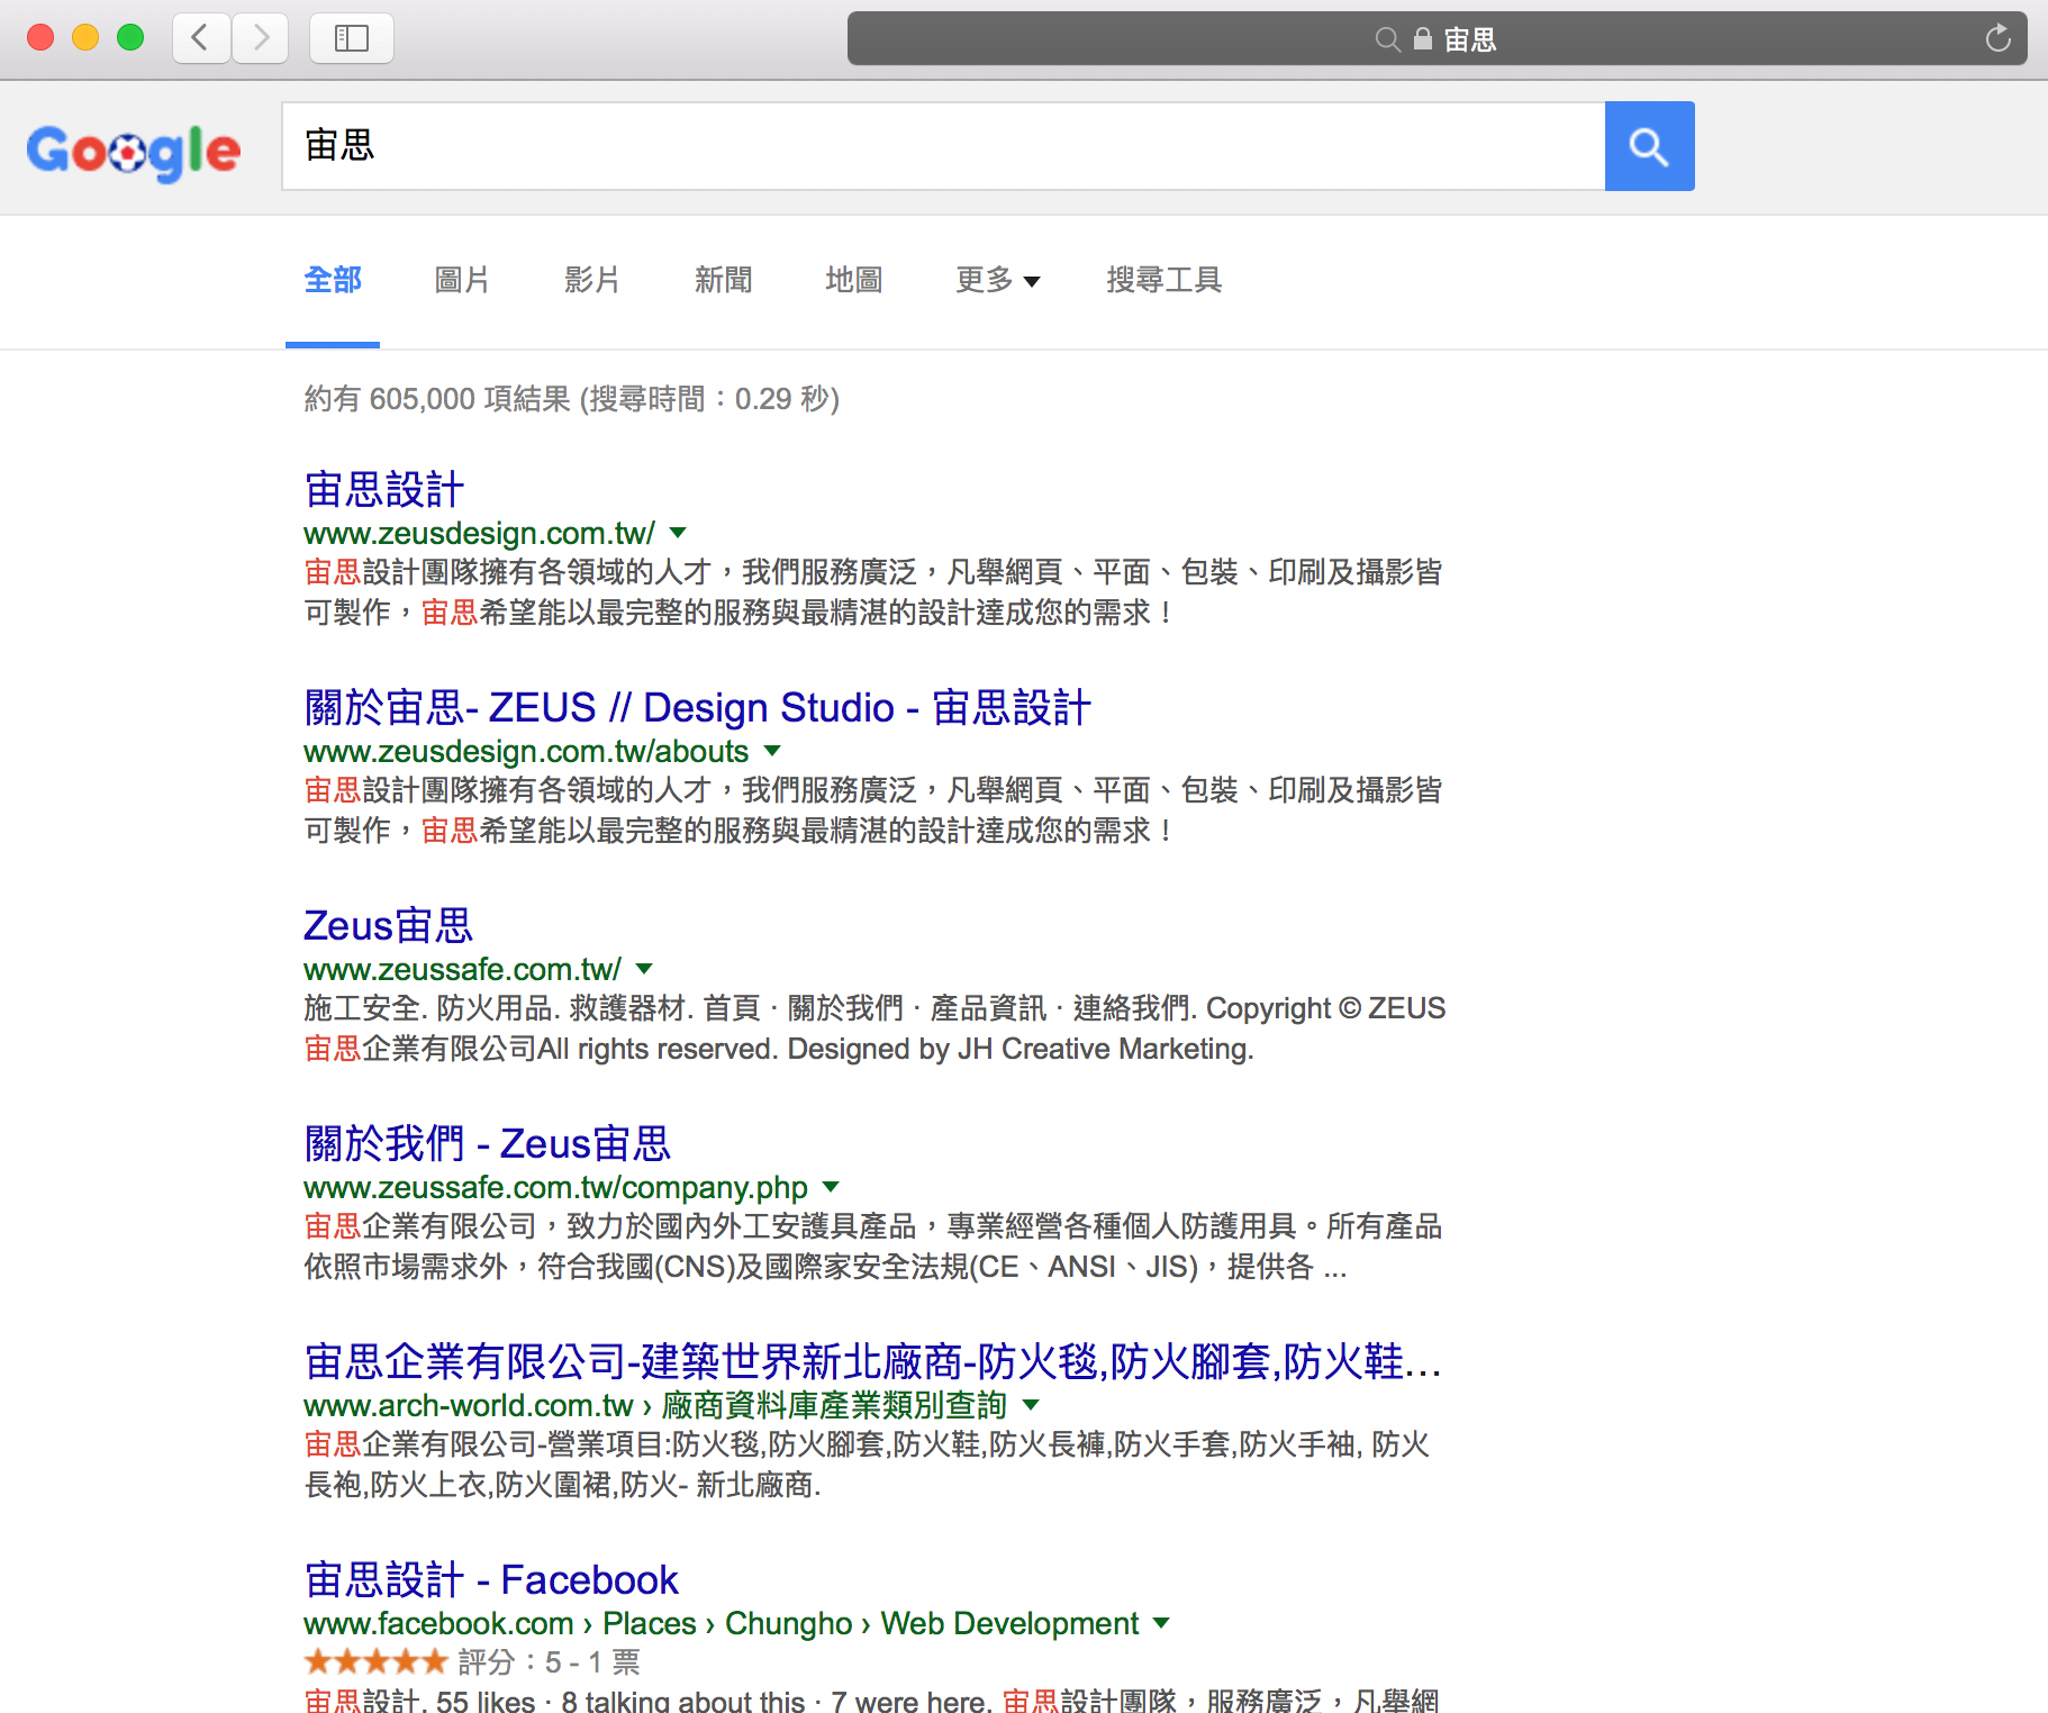 宙思
Google
宙思
全部 圖片 影片 新聞 地圖 更多 搜尋工具
約有 605,000 項結果 (搜尋時間：0.29 秒)
宙思設計
www.zeusdesign.com.tw/
宙思設計團隊擁有各領域的人才，我們服務廣泛，凡舉網頁、平面、包裝、印刷及攝影皆
可製作，宙思希望能以最完整的服務與最精湛的設計達成您的需求！
關於宙思- ZEUS // Design Studio - 宙思設計
www.zeusdesign.com.tw/abouts
宙思設計團隊擁有各領域的人才，我們服務廣泛，凡舉網頁、平面、包裝、印刷及攝影皆
可製作，宙思希望能以最完整的服務與最精湛的設計達成您的需求！
Zeus宙思
www.zeussafe.com.tw/
施工安全. 防火用品. 救護器材. 首頁 · 關於我們 · 產品資訊 · 連絡我們. Copyright © ZEUS
宙思企業有限公司All rights reserved. Designed by JH Creative Marketing.
關於我們 - Zeus宙思
www.zeussafe.com.tw/company.php
宙思企業有限公司，致力於國內外工安護具產品，專業經營各種個人防護用具。所有產品
依照市場需求外，符合我國(CNS)及國際家安全法規(CE、ANSI、JIS)，提供各 ...
宙思企業有限公司-建築世界新北廠商-防火毯,防火腳套,防火鞋...
www.arch-world.com.tw › 廠商資料庫產業類別查詢
宙思企業有限公司-營業項目:防火毯,防火腳套,防火鞋,防火長褲,防火手套,防火手袖, 防火
長袍,防火上衣,防火圍裙,防火- 新北廠商.
宙思設計 - Facebook
www.facebook.com › Places › Chungho › Web Development
評分：5 - 1 票
宙思設計. 55 likes · 8 talking about this · 7 were here. 宙思設計團隊，服務廣泛，凡舉網